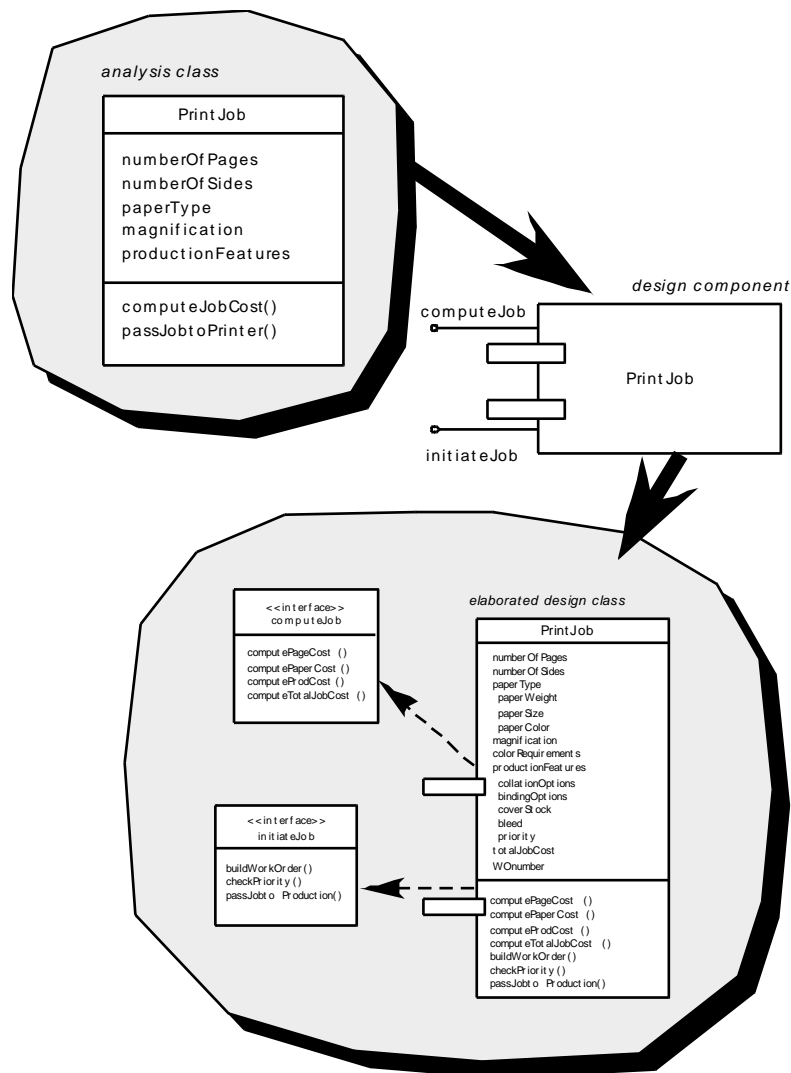 analysis class
PrintJob
numberOfPages
numberOfSides
paperType
magnification
productionFeatures
computeJobCost()
passJobtoPrinter()
design component
computeJob
PrintJob
initiateJob
elaborated design class
<<interface>>
computeJob
computePageCost ()
computePaperCost ()
computeProdCost ()
computeTotalJobCost ()
<<interface>>
initiateJob
buildWorkOrder()
checkPriority()
passJobto Production()
PrintJob
numberOfPages
numberOfSides
paperType
paperWeight
paperSize
paperColor
magnification
colorRequirements
productionFeatures
collationOptions
bindingOptions
coverStock
bleed
priority
totalJobCost
WOnumber
computePageCost ()
computePaperCost ()
computeProdCost ()
computeTotalJobCost ()
buildWorkOrder()
checkPriority()
passJobto Production()